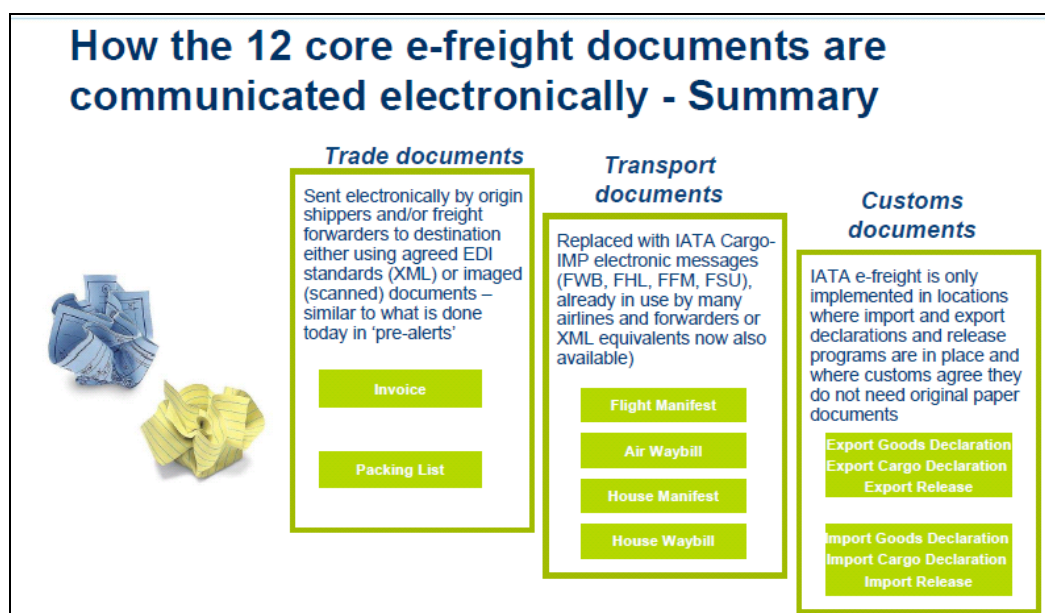 How the 12 core e-freight documents are
communicated electronically - Summary
Trade documents
Sent electronically by origin
shippers and/or freight
forwarders to destination
either using agreed EDI
standards (XML) or imaged
(scanned) documents –
similar to what is done
today in ‘pre-alerts’
Invoice
Packing List
Transport
documents
Replaced with IATA Cargo-
IMP electronic messages
(FWB, FHL, FFM, FSU),
already in use by many
airlines and forwarders or
XML equivalents now also
available)
Flight Manifest
Air Waybill
House Manifest
House Waybill
Customs
documents
IATA e-freight is only
implemented in locations
where import and export
declarations and release
programs are in place and
where customs agree they
do not need original paper
documents
Export Goods Declaration
Export Cargo Declaration
Export Release
Import Goods Declaration
Import Cargo Declaration
Import Release